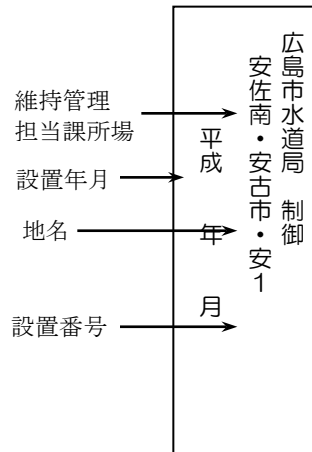 維持管理
担当課所場
設置年月
地名
設置番号
広島市水道局　制御
安佐南・安古市・安1
平成　年　月